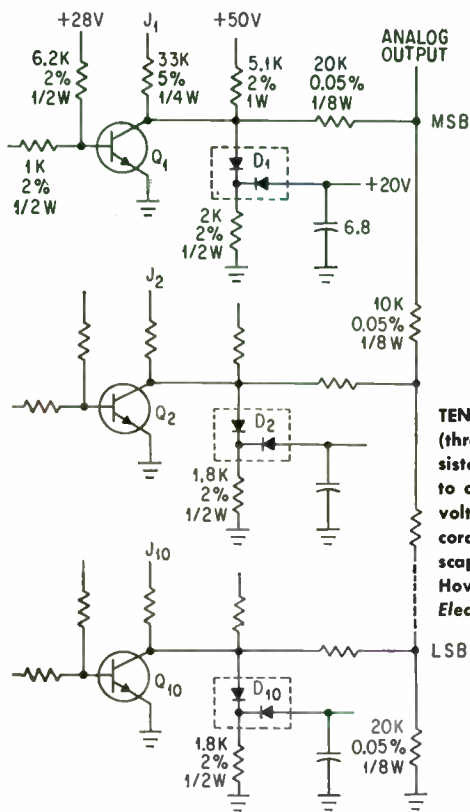 +28V
J1
+50V
ANALOG
OUTPUT
6.2K
2%
1/2W
33K
5%
1/4W
5.1K
2%
1W
20K
0.05%
1/8W
MSB
Q1
D1
1K
2%
1/2W
+20V
2K
2%
1/2W
6.8
J2
10K
0.05%
1/8W
Q2
D2
1.8K
2%
1/2W
TEN
(thre
siste
to c
volt
cord
scap
Hov
Elec
J10
LSB
Q10
D10
1.8K
2%
1/2W
20K
0.05%
1/8W